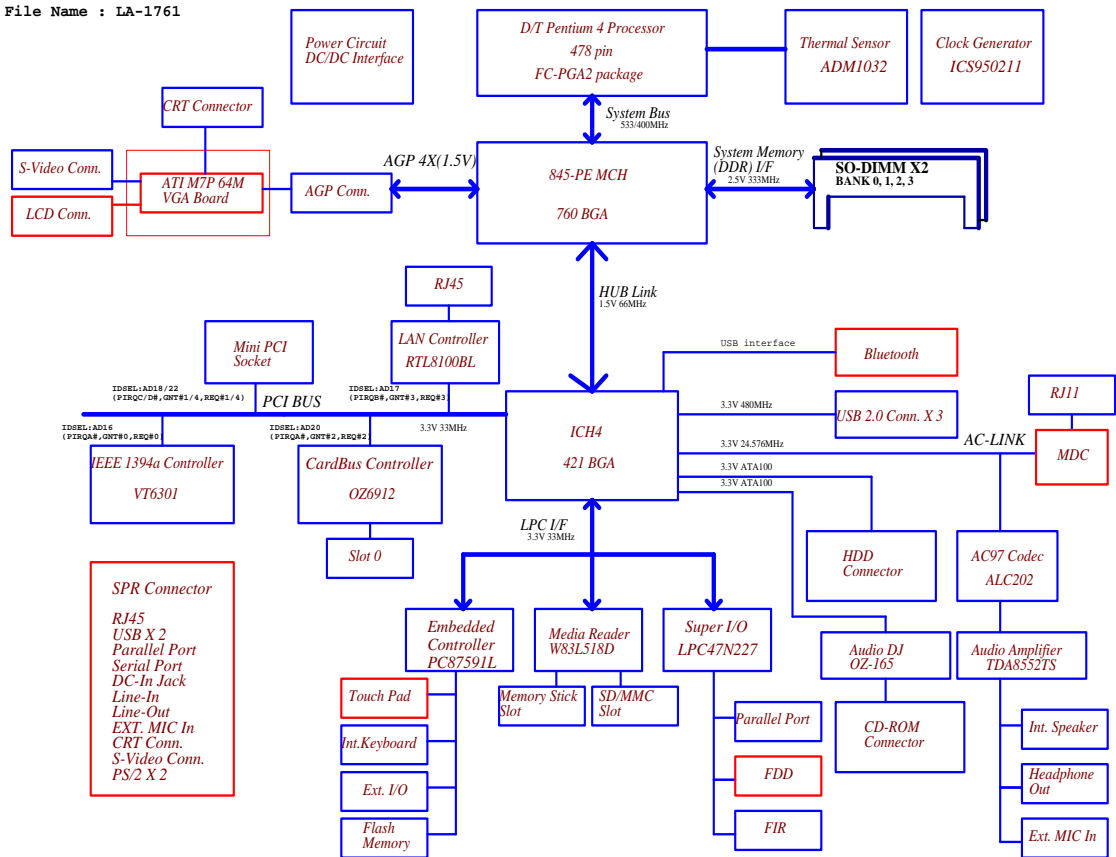 File Name : LA-1761
Power Circuit
DC/DC Interface
D/T Pentium 4 Processor
478 pin
FC-PGA2 package
Thermal Sensor
ADM1032
Clock Generator
ICS950211
CRT Connector
System Bus
533/400MHz
S-Video Conn.
LCD Conn.
ATI M7P 64M
VGA Board
AGP Conn.
AGP 4X(1.5V)
845-PE MCH
760 BGA
System Memory
(DDR) I/F
2.5V 333MHz
SO-DIMM X2
BANK 0, 1, 2, 3
HUB Link
1.5V 66MHz
RJ45
Mini PCI
Socket
LAN Controller
RTL8100BL
USB interface
Bluetooth
IDSEL:AD18/22
(PIRQC/D#,GNT#1/4,REQ#1/4)
IDSEL:AD17
(PIRQB#,GNT#3,REQ#3)
PCI BUS
3.3V 33MHz
IDSEL:AD16
(PIRQA#,GNT#0,REQ#0)
IDSEL:AD20
(PIRQA#,GNT#2,REQ#2)
ICH4
421 BGA
3.3V 480MHz
USB 2.0 Conn. X 3
RJ11
3.3V 24.576MHz
AC-LINK
MDC
3.3V ATA100
3.3V ATA100
IEEE 1394a Controller
VT6301
CardBus Controller
OZ6912
Slot 0
LPC I/F
3.3V 33MHz
HDD
Connector
AC97 Codec
ALC202
SPR Connector
RJ45
USB X 2
Parallel Port
Serial Port
DC-In Jack
Line-In
Line-Out
EXT. MIC In
CRT Conn.
S-Video Conn.
PS/2 X 2
Embedded
Controller
PC87591L
Media Reader
W83L518D
Super I/O
LPC47N227
Audio DJ
OZ-165
Audio Amplifier
TDA8552TS
Touch Pad
Int.Keyboard
Ext. I/O
Flash
Memory
Memory Stick
Slot
SD/MMC
Slot
Parallel Port
FDD
FIR
CD-ROM
Connector
Int. Speaker
Headphone
Out
Ext. MIC In